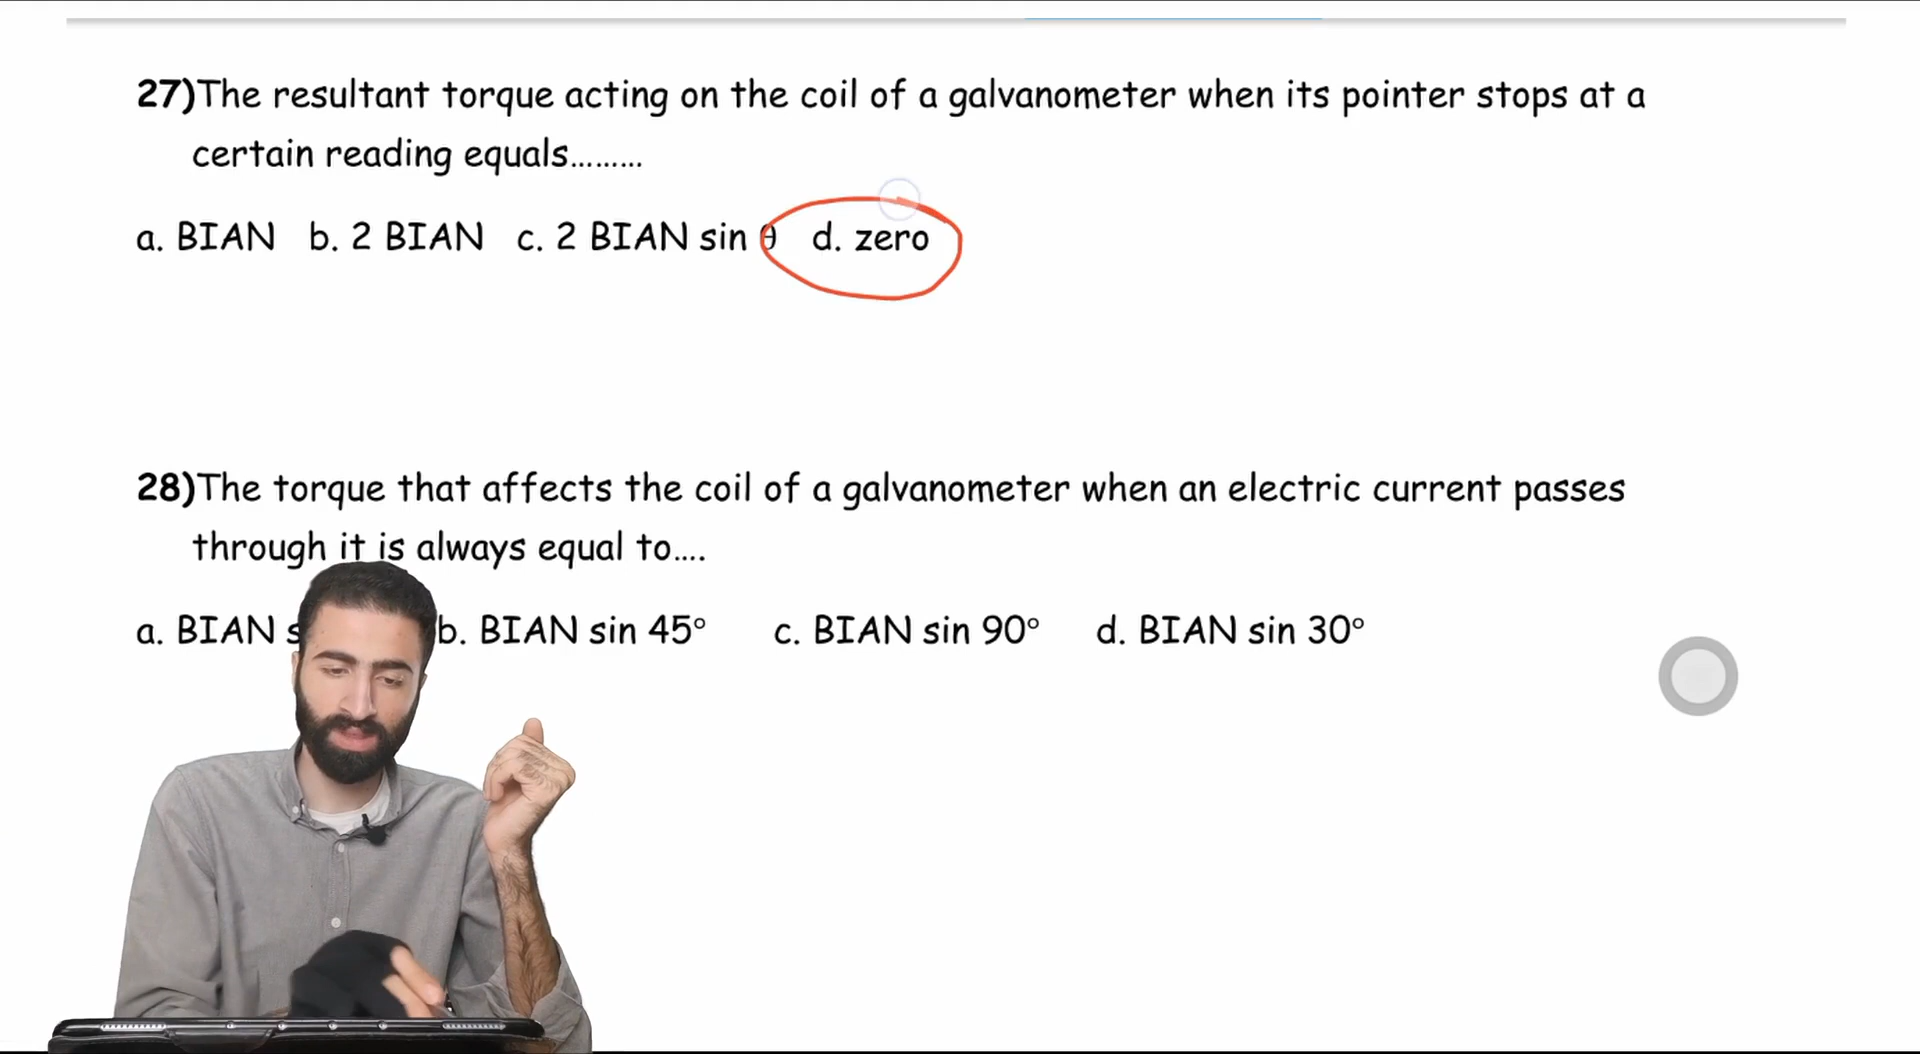 27)The resultant torque acting on the coil of a galvanometer when its pointer stops at a
certain reading equals.........
a. BIAN b. 2 BIAN c. 2 BIAN sin θ d. zero
28)The torque that affects the coil of a galvanometer when an electric current passes
through it is always equal to....
a. BIAN b. BIAN sin 45° c. BIAN sin 90° d. BIAN sin 30°